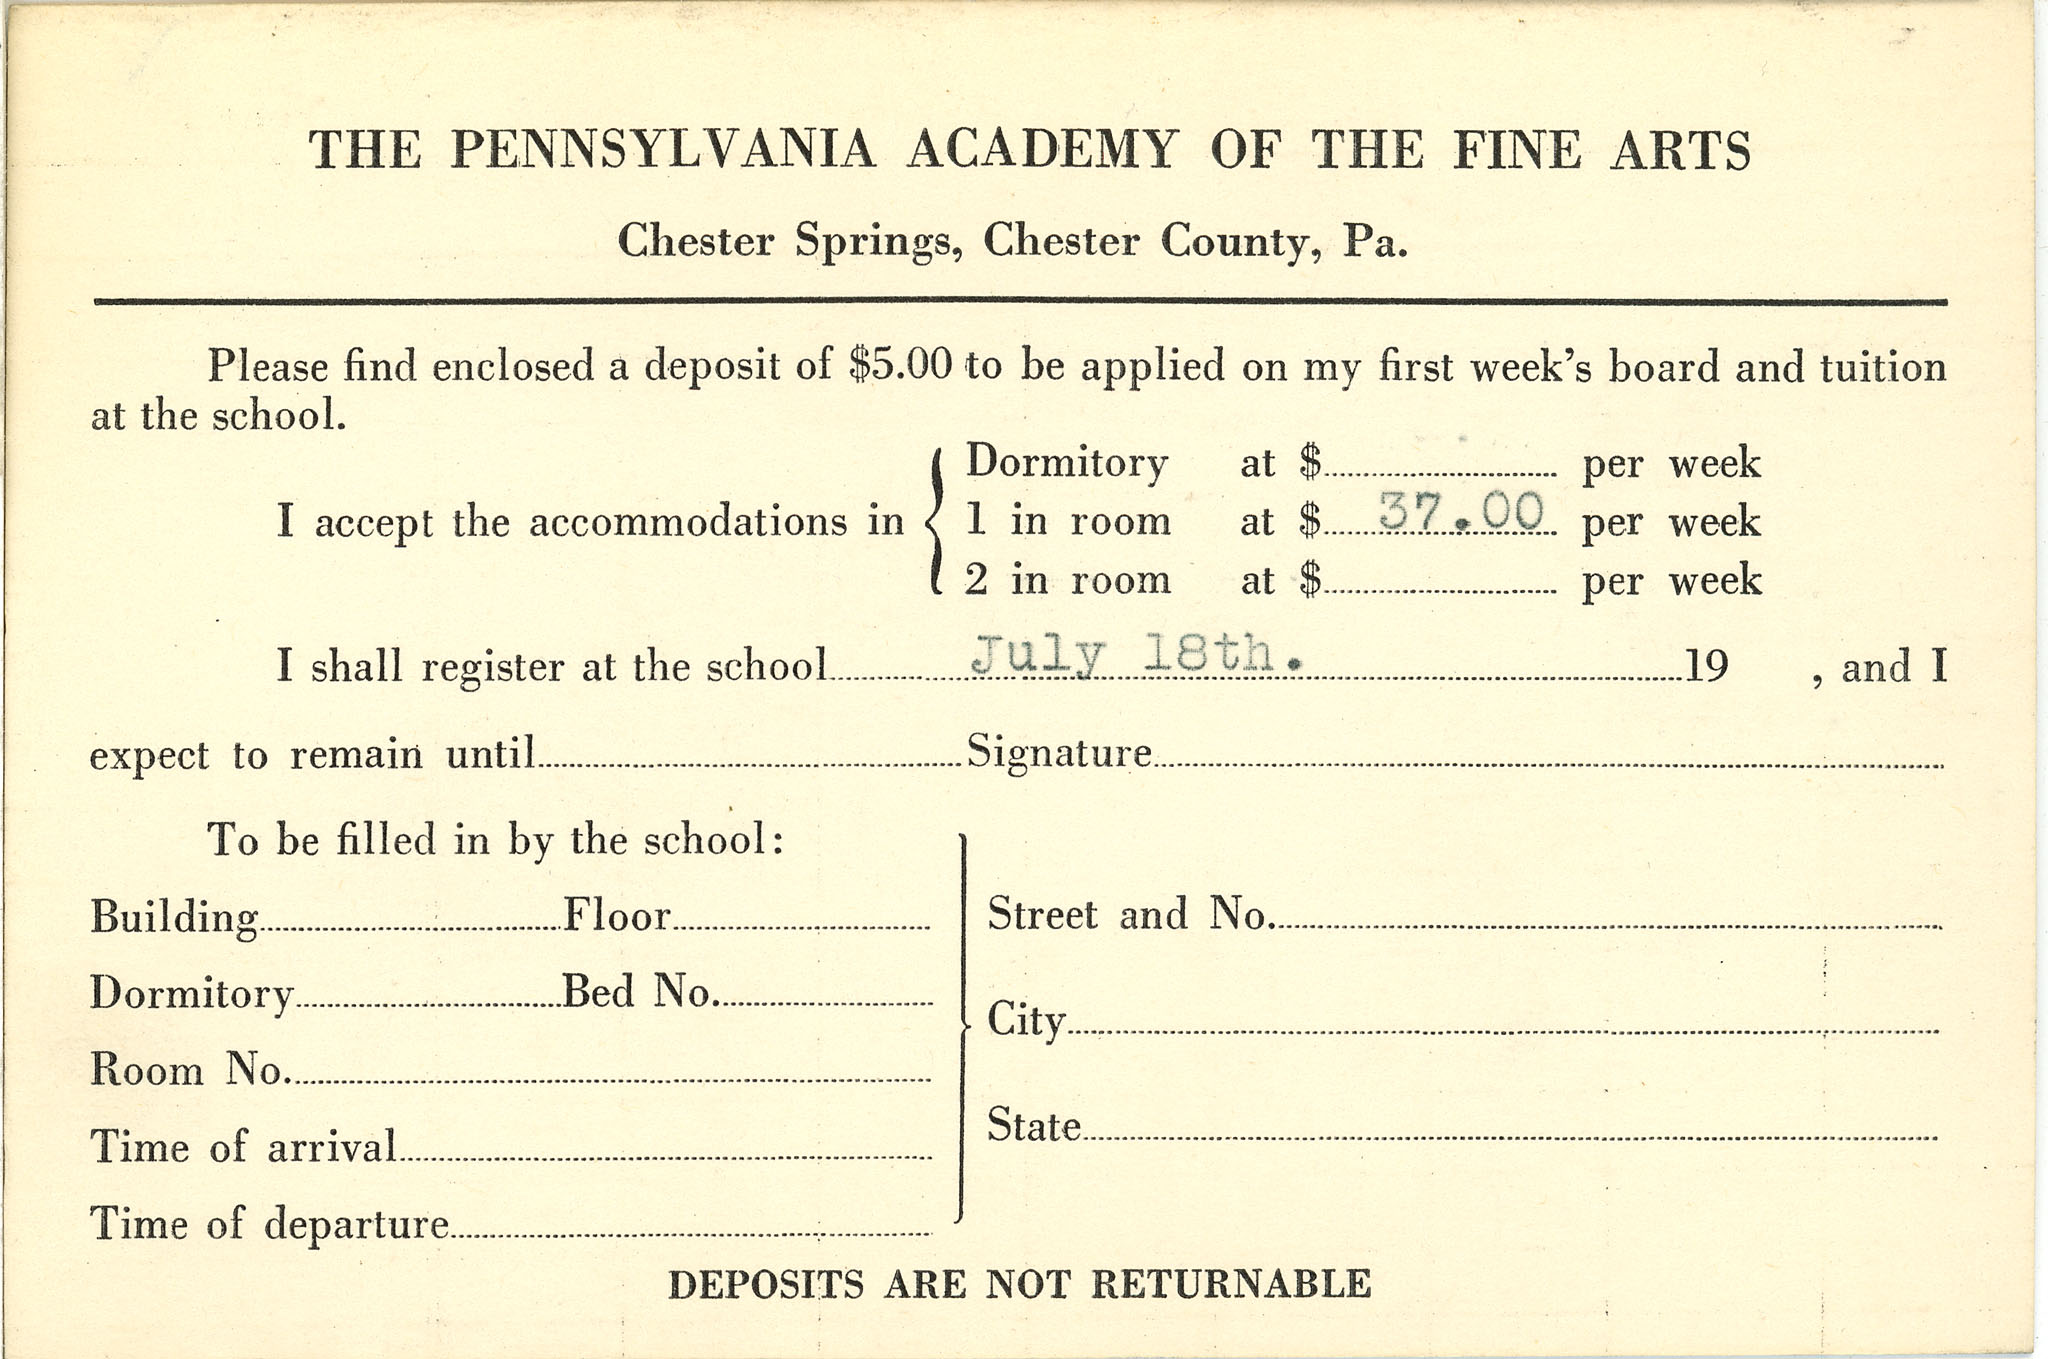 THE PENNSYLVANIA ACADEMY OF THE FINE ARTS
Chester Springs, Chester County, Pa.
Please find enclosed a deposit of $5.00 to be applied on my first week's board and tuition
at the school.
I accept the accommodations in
Dormitory at $ per week
1 in room at $ 37.00 per week
2 in room at $ per week
I shall register at the school July 18th. 19 , and I
expect to remain until Signature
To be filled in by the school:
Building Floor
Dormitory Bed No.
Room No.
Time of arrival
Time of departure
Street and No.
City
State
DEPOSITS ARE NOT RETURNABLE